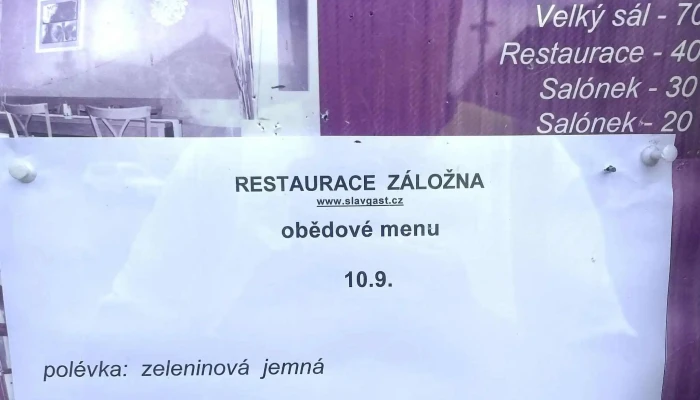 Velký sál - 70
Restaurace - 40
Salónek - 30
Salónek - 20
RESTAURACE ZÁLOŽNA
www.slavgast.cz
obědové menu
10.9.
polévka: zeleninová jemná